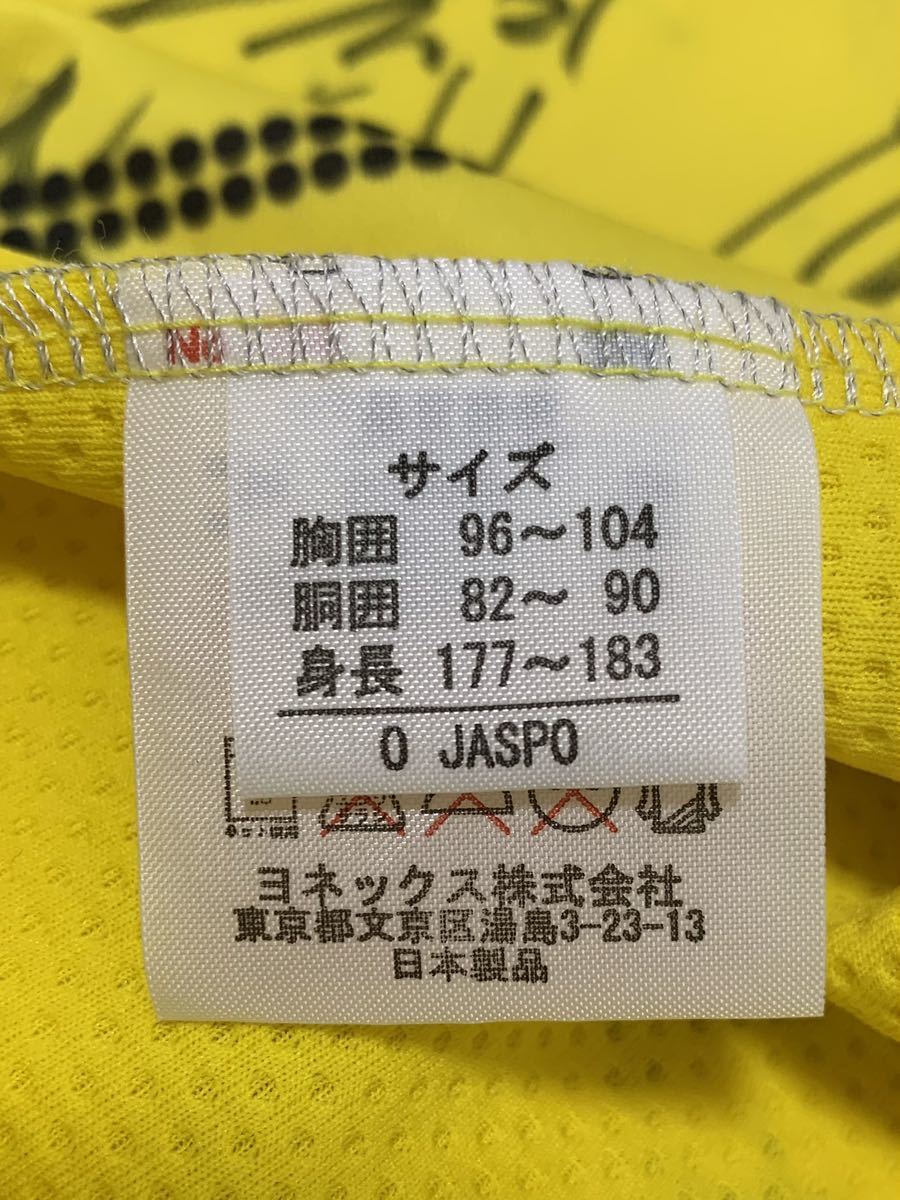 サイズ
胸囲 96～104
胴囲 82～ 90
身長 177～183
O JASPO
ヨネックス株式会社
東京都文京区湯島3-23-13
日本製品